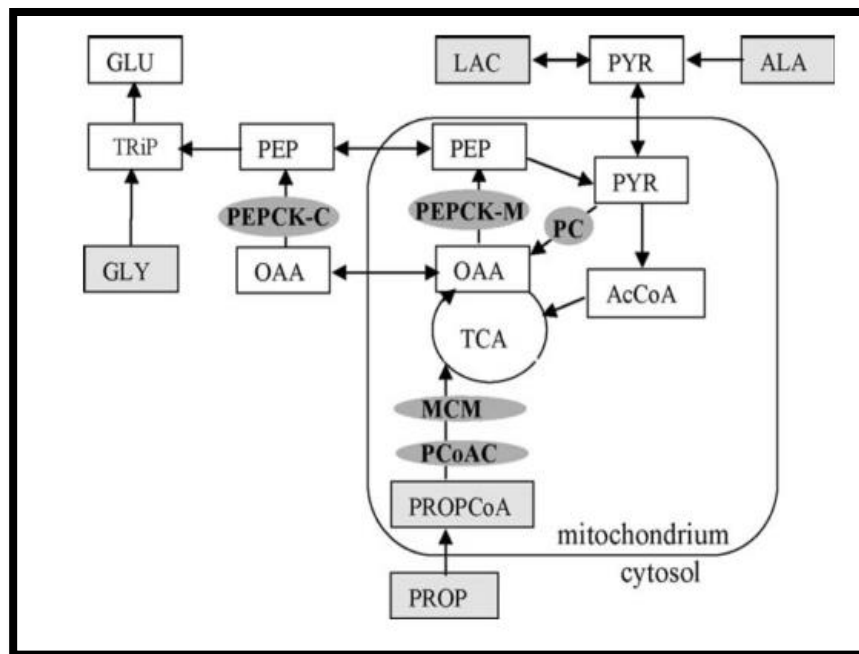 GLU
LAC
PYR
ALA
TRiP
PEP
PEP
PYR
PEPCK-C
PEPCK-M
PC
GLY
OAA
OAA
AcCoA
TCA
MCM
PCoAC
PROPCoA
mitochondrium
cytosol
PROP